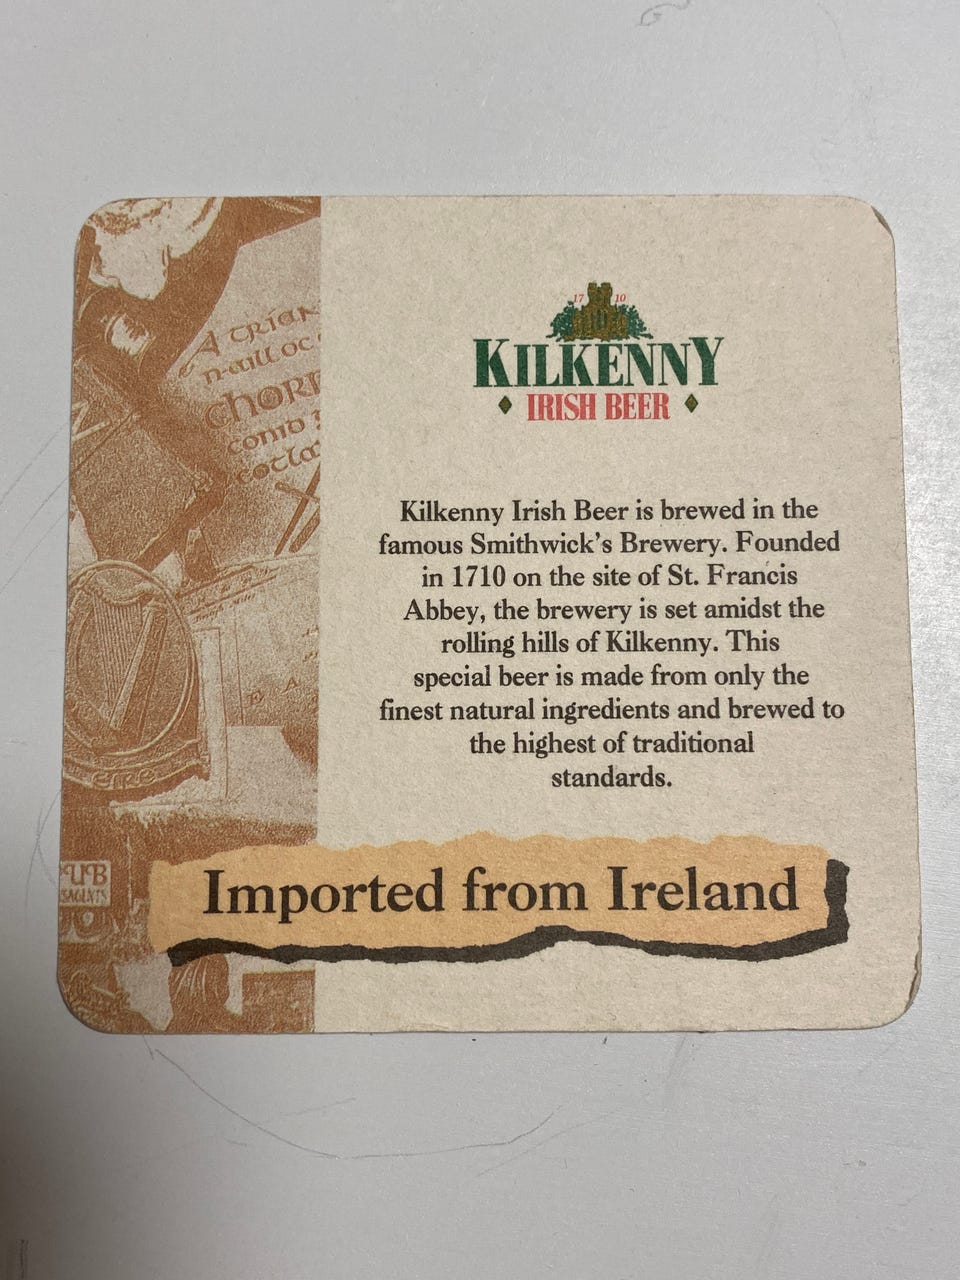 17 10
KILKENNY
IRISH BEER
Kilkenny Irish Beer is brewed in the
famous Smithwick's Brewery. Founded
in 1710 on the site of St. Francis
Abbey, the brewery is set amidst the
rolling hills of Kilkenny. This
special beer is made from only the
finest natural ingredients and brewed to
the highest of traditional
standards.
Imported from Ireland
EIRE